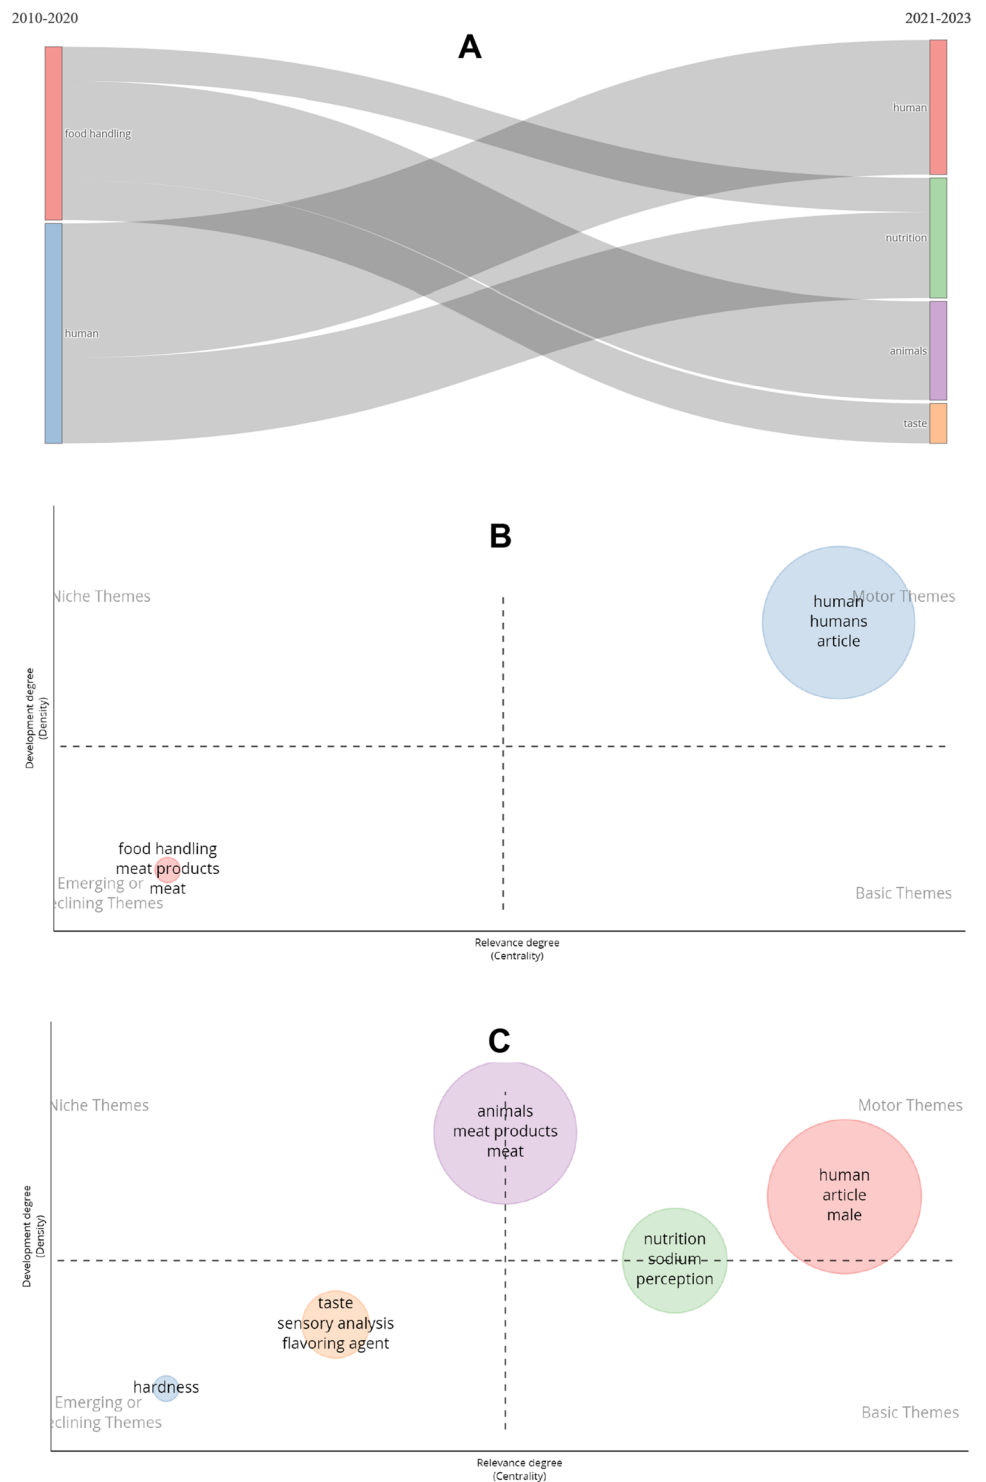 2010-2020
2021-2023
A
food handling
human
human
nutrition
animals
taste
B
Niche Themes
Motor Themes
human
humans
article
Development degree
(Density)
food handling
meat products
meat
Emerging or
eclining Themes
Basic Themes
Relevance degree
(Centrality)
C
Niche Themes
Motor Themes
animals
meat products
meat
human
article
male
nutrition
sodium
perception
Development degree
(Density)
taste
sensory analysis
flavoring agent
hardness
Emerging or
eclining Themes
Basic Themes
Relevance degree
(Centrality)